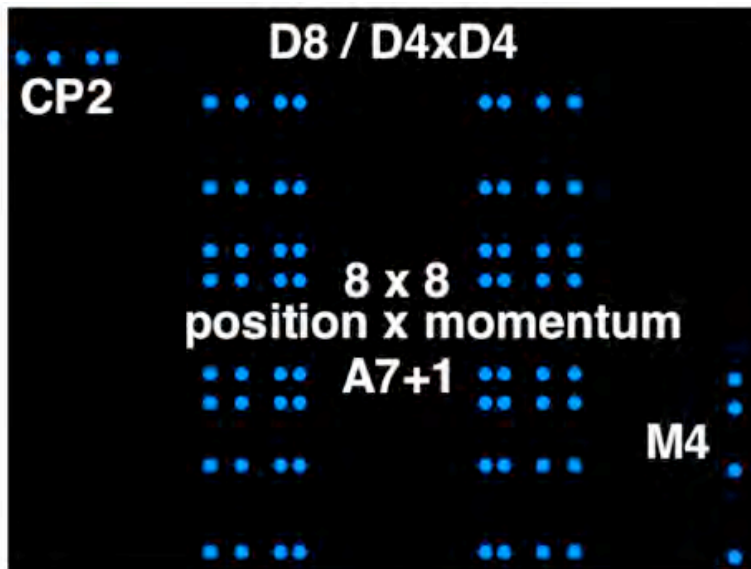 D8 / D4xD4
CP2
8 x 8
position x momentum
A7+1
M4